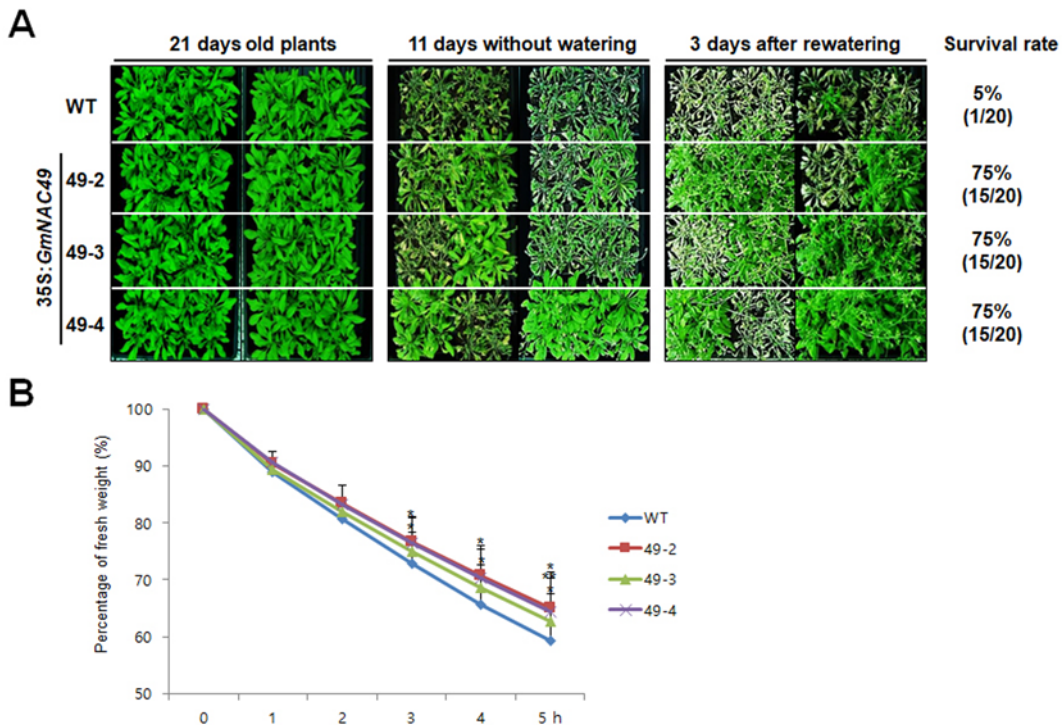 A
21 days old plants
11 days without watering
3 days after rewatering
Survival rate
WT
5%
(1/20)
35S:GmNAC49
49-2
75%
(15/20)
49-3
75%
(15/20)
49-4
75%
(15/20)
B
Percentage of fresh weight (%)
100
90
80
70
60
50
0 1 2 3 4 5 h
* *
* *
* ** *
WT
49-2
49-3
49-4